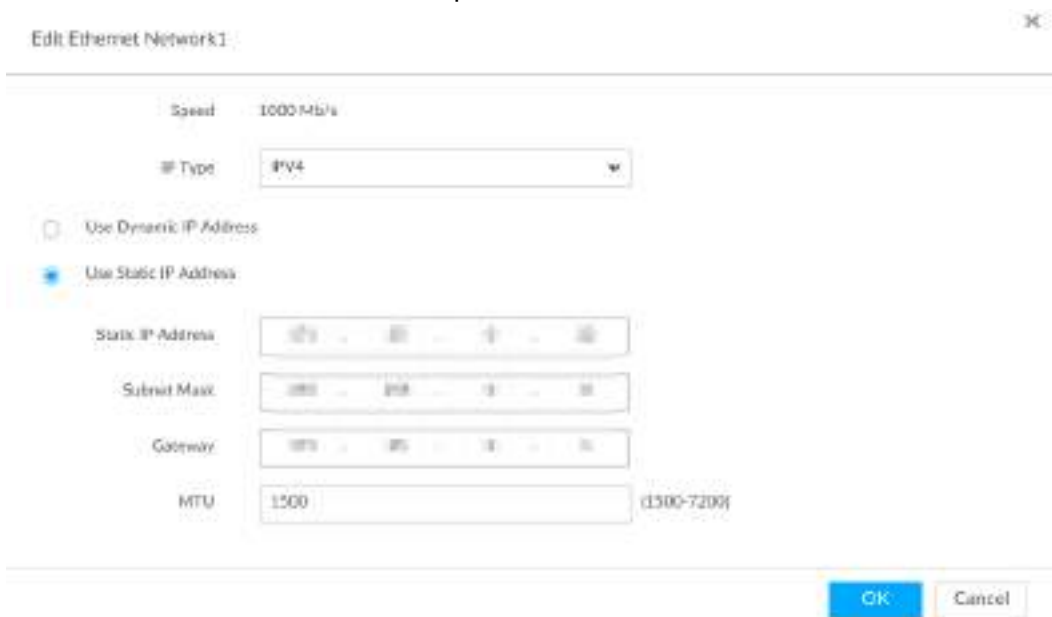 Edit Ethernet Network1
Speed 1000 Mb/s
IP Type IPV4
Use Dynamic IP Address
Use Static IP Address
Static IP Address
Subnet Mask
Gateway
MTU 1500 (1500-7200)
OK Cancel